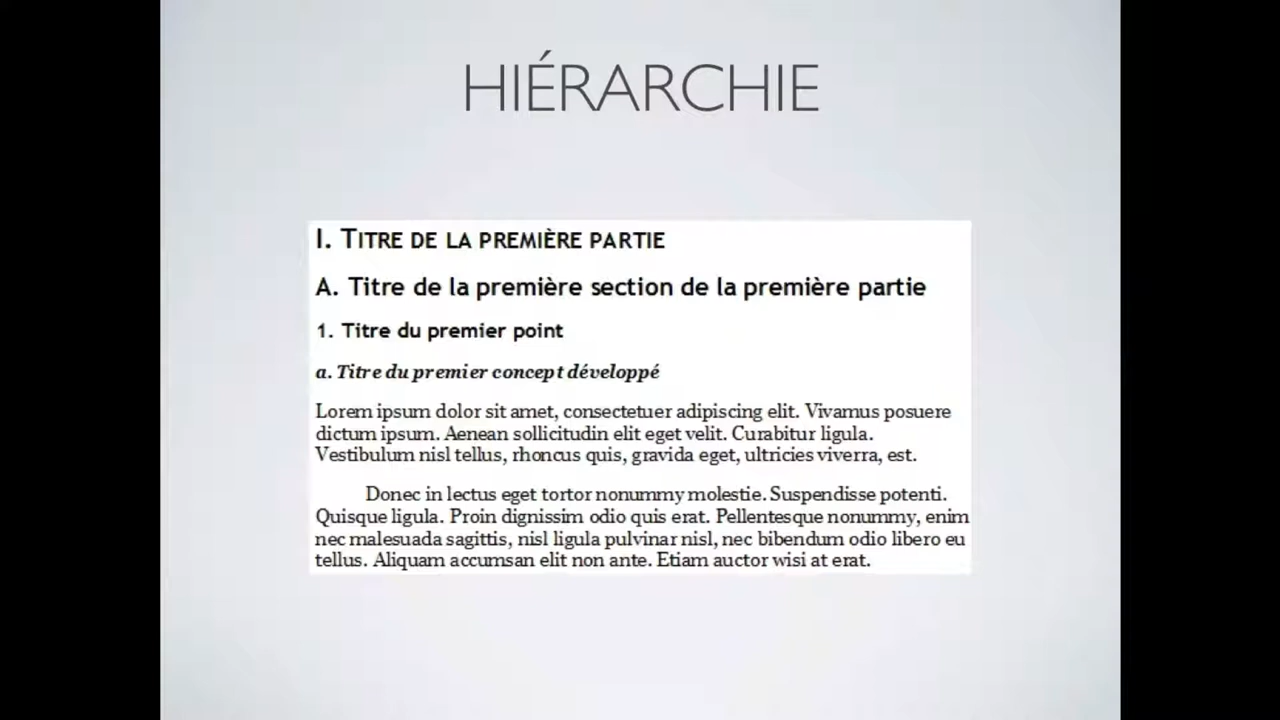 HIÉRARCHIE
I. TITRE DE LA PREMIÈRE PARTIE
A. Titre de la première section de la première partie
1. Titre du premier point
a. Titre du premier concept développé
Lorem ipsum dolor sit amet, consectetuer adipiscing elit. Vivamus posuere
dictum ipsum. Aenean sollicitudin elit eget velit. Curabitur ligula.
Vestibulum nisl tellus, rhoncus quis, gravida eget, ultricies viverra, est.
Donec in lectus eget tortor nonummy molestie. Suspendisse potenti.
Quisque ligula. Proin dignissim odio quis erat. Pellentesque nonummy, enim
nec malesuada sagittis, nisl ligula pulvinar nisl, nec bibendum odio libero eu
tellus. Aliquam accumsan elit non ante. Etiam auctor wisi at erat.